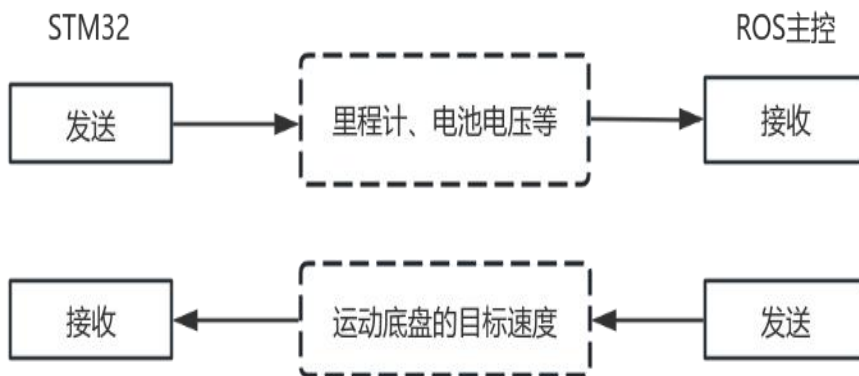 STM32
ROS主控
发送
里程计、电池电压等
接收
接收
运动底盘的目标速度
发送